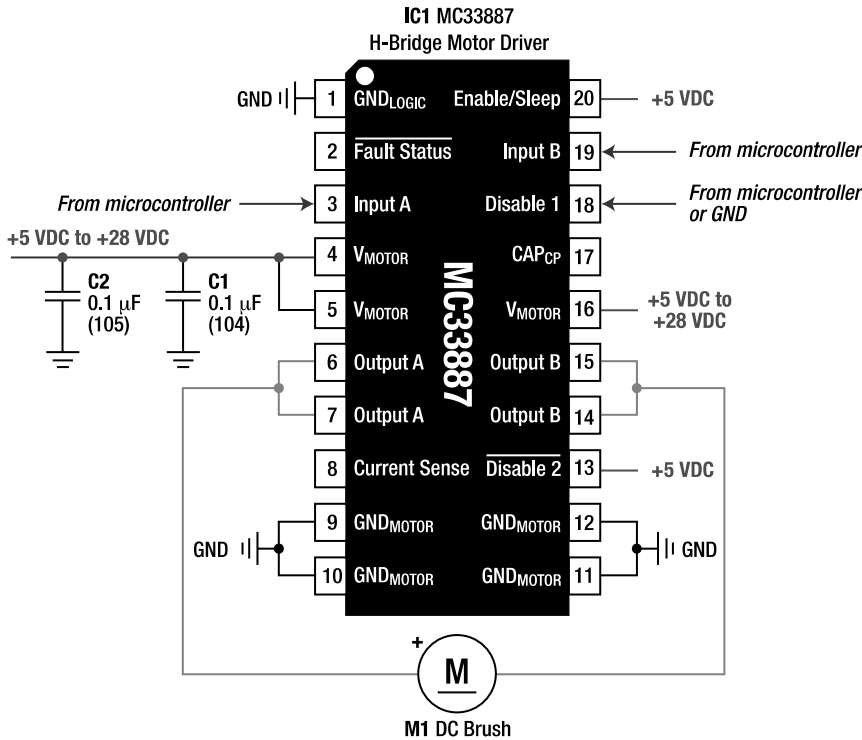 IC1 MC33887
H-Bridge Motor Driver
GND
1 GNDLOGIC
Enable/Sleep 20
+5 VDC
2 Fault Status
Input B 19
From microcontroller
From microcontroller
3 Input A
Disable 1 18
From microcontroller
or GND
+5 VDC to +28 VDC
4 VMOTOR
CAPCP 17
C2
0.1 µF
(105)
C1
0.1 µF
(104)
5 VMOTOR
VMOTOR 16
+5 VDC to
+28 VDC
MC33887
6 Output A
Output B 15
7 Output A
Output B 14
8 Current Sense
Disable 2 13
+5 VDC
9 GNDMOTOR
GNDMOTOR 12
GND
GND
10 GNDMOTOR
GNDMOTOR 11
+
M
M1 DC Brush